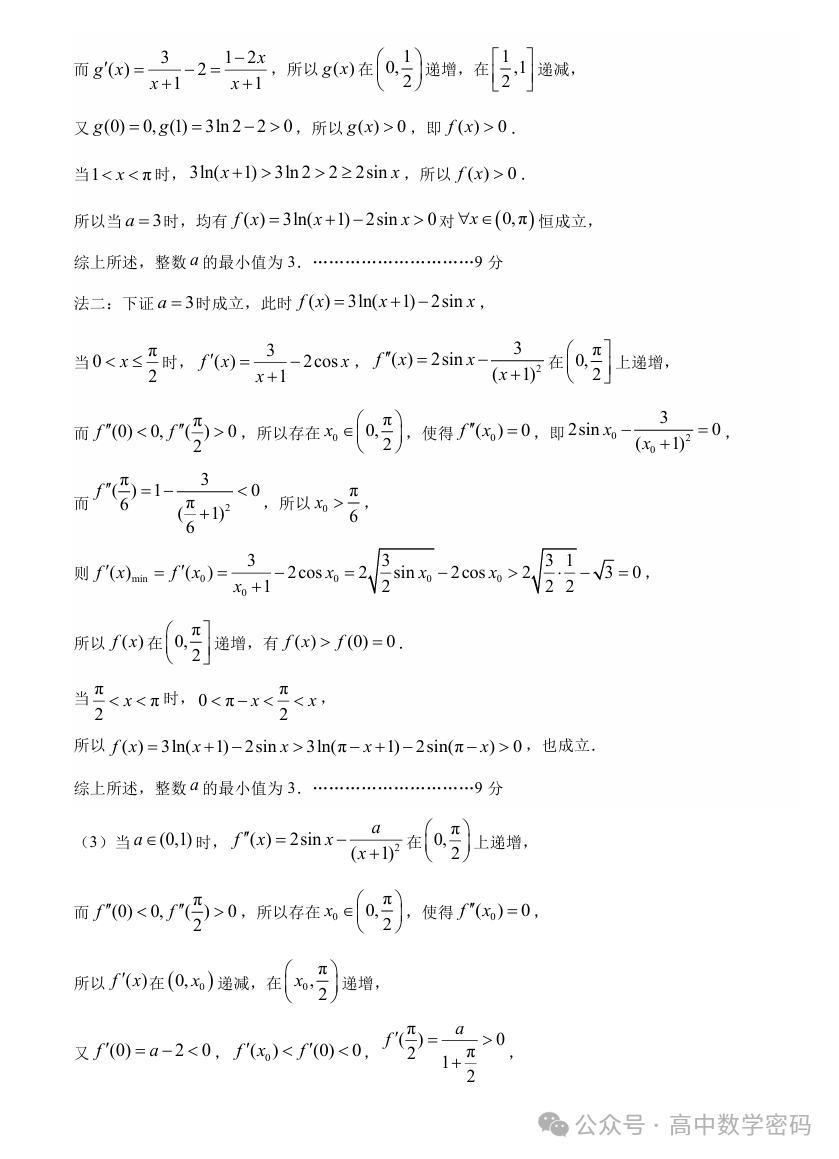 而 g′(x) = 3/(x+1) − 2 = (1−2x)/(x+1)，所以 g(x) 在 (0, 1/2) 递增，在 [1/2, 1] 递减，
又 g(0) = 0, g(1) = 3ln2 − 2 > 0，所以 g(x) > 0，即 f(x) > 0．
当 1 < x < π 时，3ln(x+1) > 3ln2 > 2 ≥ 2sin x，所以 f(x) > 0．
所以当 a = 3 时，均有 f(x) = 3ln(x+1) − 2sin x > 0 对 ∀x∈(0,π) 恒成立，
综上所述，整数 a 的最小值为 3．…………………………9 分
法二：下证 a = 3 时成立，此时 f(x) = 3ln(x+1) − 2sin x，
当 0 < x ≤ π/2 时，f′(x) = 3/(x+1) − 2cos x，f″(x) = 2sin x − 3/(x+1)² 在 (0, π/2] 上递增，
而 f″(0) < 0, f″(π/2) > 0，所以存在 x₀∈(0, π/2)，使得 f″(x₀) = 0，即 2sin x₀ − 3/(x₀+1)² = 0，
而 f″(π/6) = 1 − 3/(π/6+1)² < 0，所以 x₀ > π/6，
则 f′(x)min = f′(x₀) = 3/(x₀+1) − 2cos x₀ = 2√(3/2 sin x₀) − 2cos x₀ > 2√(3/2 · 1/2) − √3 = 0，
所以 f(x) 在 (0, π/2] 递增，有 f(x) > f(0) = 0．
当 π/2 < x < π 时，0 < π − x < π/2 < x，
所以 f(x) = 3ln(x+1) − 2sin x > 3ln(π − x + 1) − 2sin(π − x) > 0，也成立．
综上所述，整数 a 的最小值为 3．…………………………9 分
（3）当 a∈(0,1) 时，f″(x) = 2sin x − a/(x+1)² 在 (0, π/2) 上递增，
而 f″(0) < 0, f″(π/2) > 0，所以存在 x₀∈(0, π/2)，使得 f″(x₀) = 0，
所以 f′(x) 在 (0, x₀) 递减，在 (x₀, π/2) 递增，
又 f′(0) = a − 2 < 0，f′(x₀) < f′(0) < 0，f′(π/2) = a/(1+π/2) > 0，
公众号 · 高中数学密码